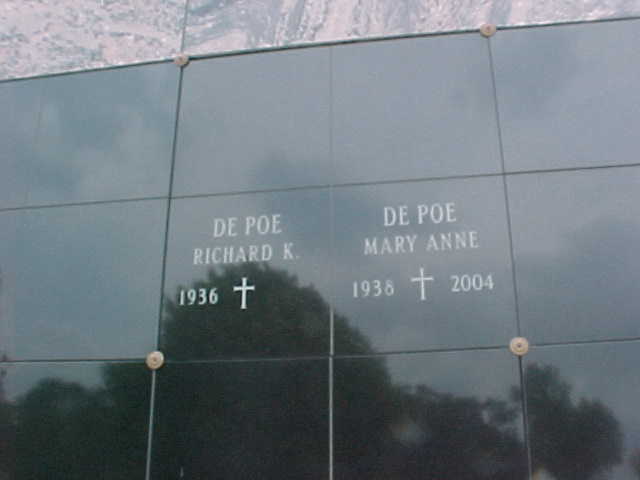 DE POE
RICHARD K.
1936
DE POE
MARY ANNE
1938 2004